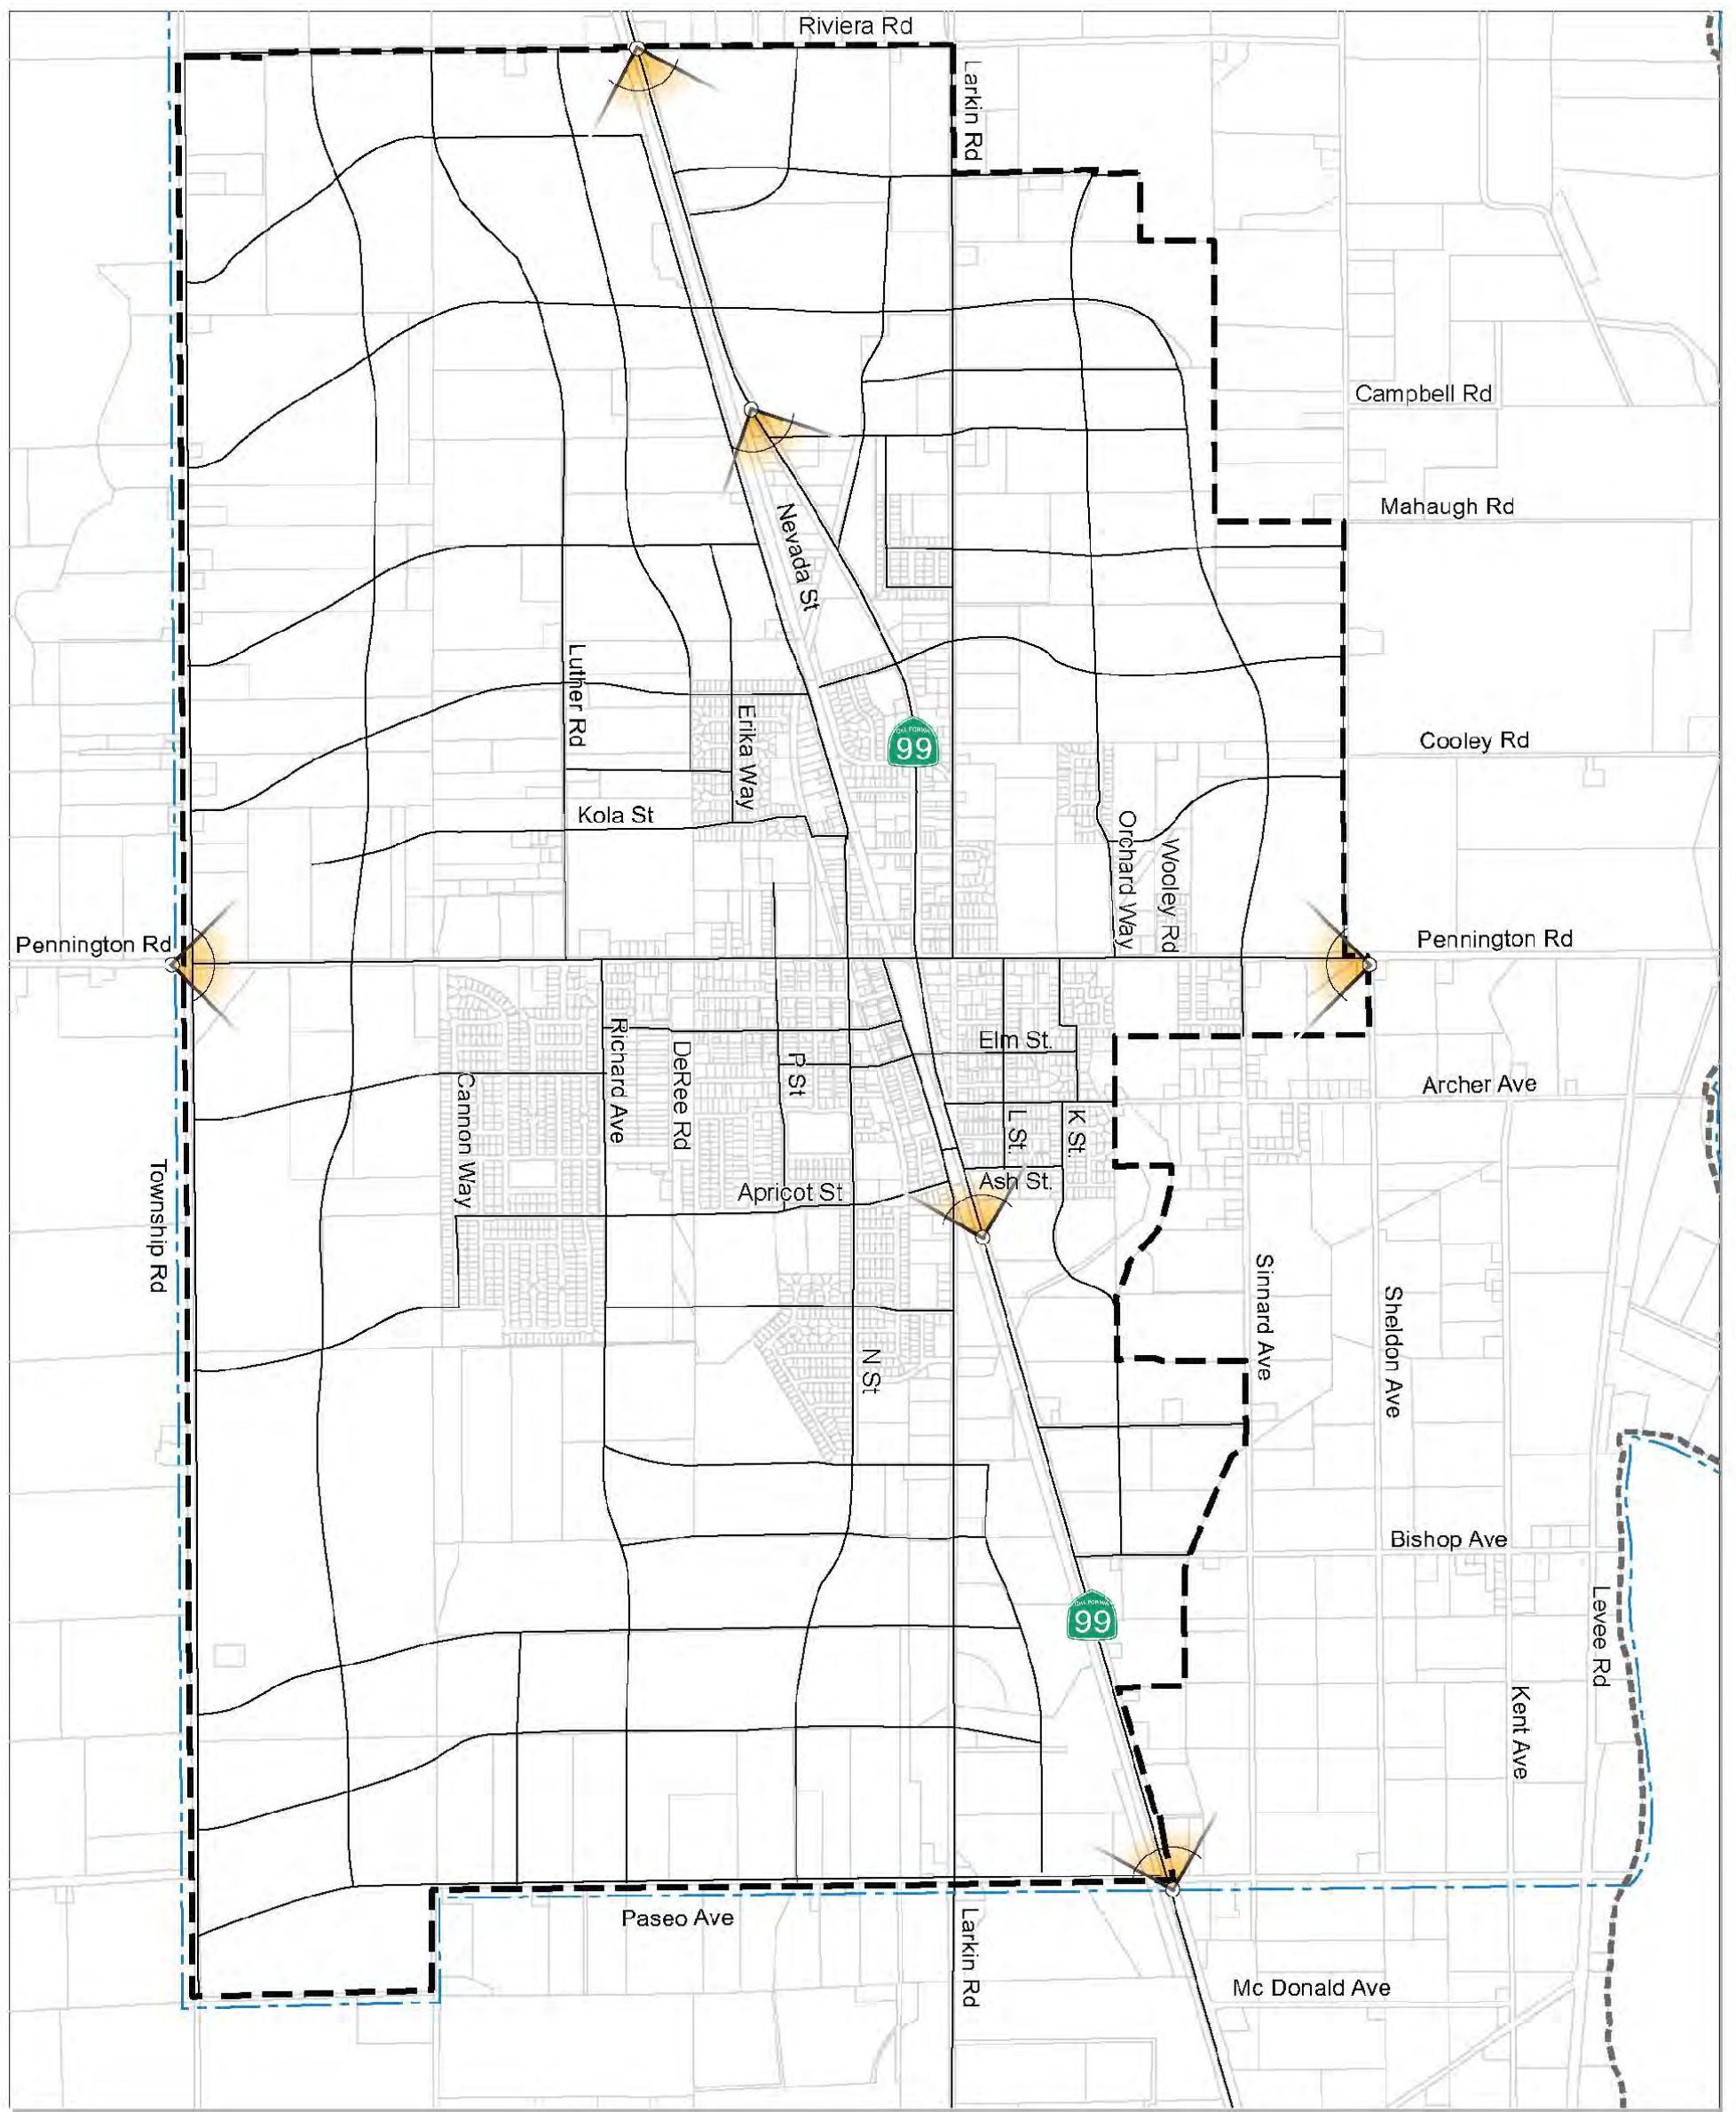 Riviera Rd
Larkin Rd
Campbell Rd
Nevada St
Mahaugh Rd
Luther Rd
Erika Way
99
Cooley Rd
Kola St
Orchard Way
Wooley Rd
Pennington Rd
Pennington Rd
Richard Ave
DeRee Rd
P St
Elm St.
Cannon Way
L St.
K St.
Archer Ave
Township Rd
Apricot St
Ash St.
Sinnard Ave
Sheldon Ave
N St
Bishop Ave
99
Levee Rd
Kent Ave
Paseo Ave
Larkin Rd
Mc Donald Ave